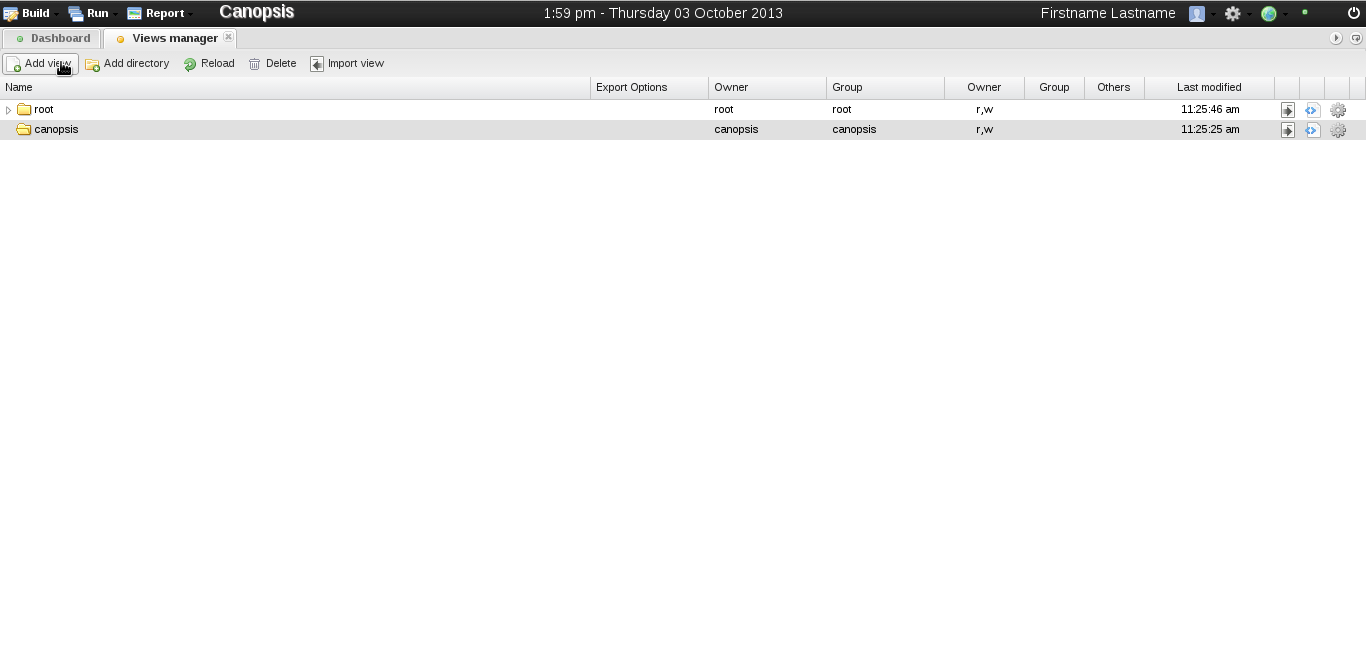 Build Run Report Canopsis 1:59 pm - Thursday 03 October 2013 Firstname Lastname
Dashboard Views manager
Add view Add directory Reload Delete Import view
Name Export Options Owner Group Owner Group Others Last modified
root root root r,w 11:25:46 am
canopsis canopsis canopsis r,w 11:25:25 am